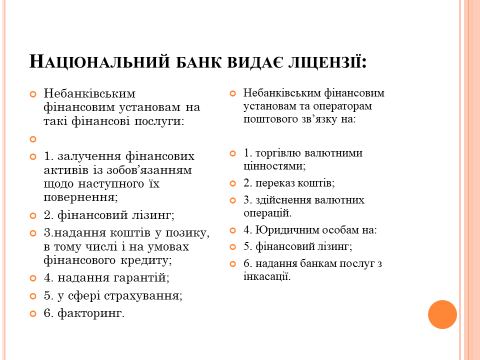 Національний банк видає ліцензії:
Небанківським
фінансовим установам на
такі фінансові послуги:
1. залучення фінансових
активів із зобов'язанням
щодо наступного їх
повернення;
2. фінансовий лізинг;
3.надання коштів у позику,
в тому числі і на умовах
фінансового кредиту;
4. надання гарантій;
5. у сфері страхування;
6. факторинг.
Небанківським фінансовим
установам та операторам
поштового зв’язку на:
1. торгівлю валютними
цінностями;
2. переказ коштів;
3. здійснення валютних
операцій.
4. Юридичним особам на:
5. фінансовий лізинг;
6. надання банкам послуг з
інкасації.